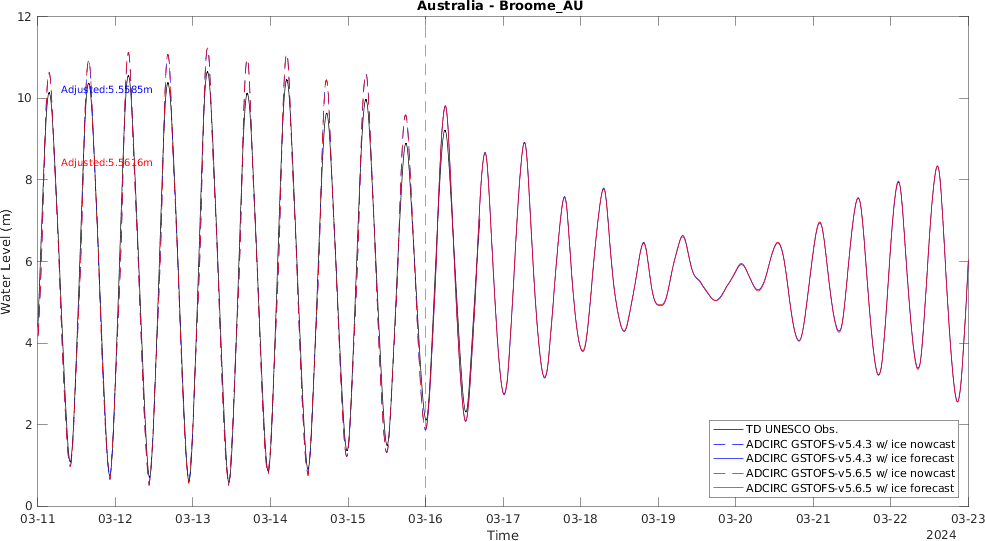 Australia - Broome_AU
Water Level (m)
12
10
8
6
4
2
0
Adjusted:5.5585m
Adjusted:5.5616m
TD UNESCO Obs.
ADCIRC GSTOFS-v5.4.3 w/ ice nowcast
ADCIRC GSTOFS-v5.4.3 w/ ice forecast
ADCIRC GSTOFS-v5.6.5 w/ ice nowcast
ADCIRC GSTOFS-v5.6.5 w/ ice forecast
03-11 03-12 03-13 03-14 03-15 03-16 03-17 03-18 03-19 03-20 03-21 03-22 03-23
Time
2024